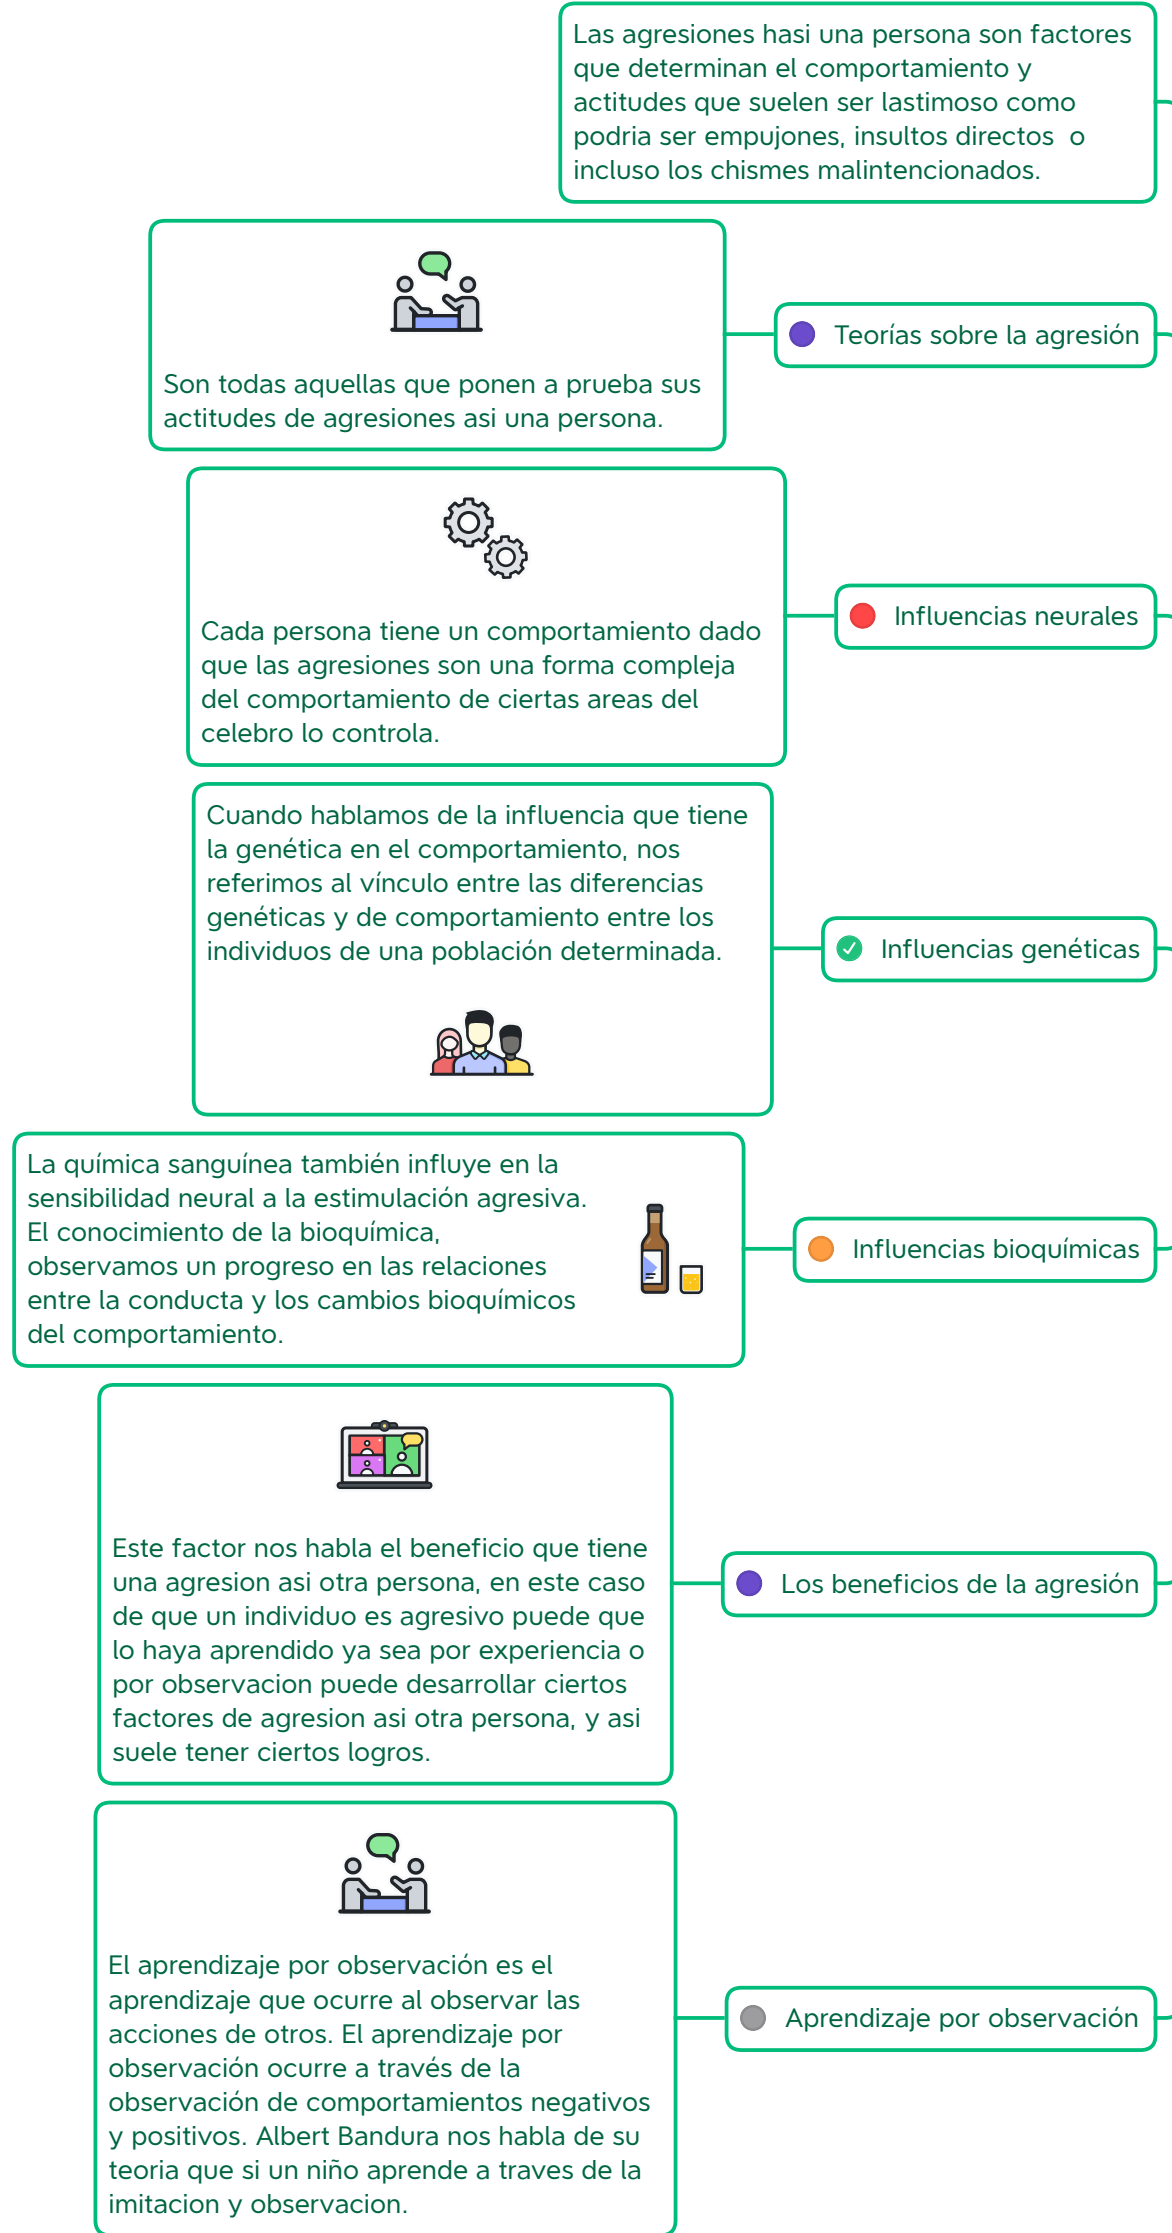 Las agresiones hasi una persona son factores
que determinan el comportamiento y
actitudes que suelen ser lastimoso como
podria ser empujones, insultos directos  o
incluso los chismes malintencionados.
Son todas aquellas que ponen a prueba sus
actitudes de agresiones asi una persona.
Teorías sobre la agresión
Cada persona tiene un comportamiento dado
que las agresiones son una forma compleja
del comportamiento de ciertas areas del
celebro lo controla.
Influencias neurales
Cuando hablamos de la influencia que tiene
la genética en el comportamiento, nos
referimos al vínculo entre las diferencias
genéticas y de comportamiento entre los
individuos de una población determinada.
Influencias genéticas
La química sanguínea también influye en la
sensibilidad neural a la estimulación agresiva.
El conocimiento de la bioquímica,
observamos un progreso en las relaciones
entre la conducta y los cambios bioquímicos
del comportamiento.
Influencias bioquímicas
Este factor nos habla el beneficio que tiene
una agresion asi otra persona, en este caso
de que un individuo es agresivo puede que
lo haya aprendido ya sea por experiencia o
por observacion puede desarrollar ciertos
factores de agresion asi otra persona, y asi
suele tener ciertos logros.
Los beneficios de la agresión
El aprendizaje por observación es el
aprendizaje que ocurre al observar las
acciones de otros. El aprendizaje por
observación ocurre a través de la
observación de comportamientos negativos
y positivos. Albert Bandura nos habla de su
teoria que si un niño aprende a traves de la
imitacion y observacion.
Aprendizaje por observación